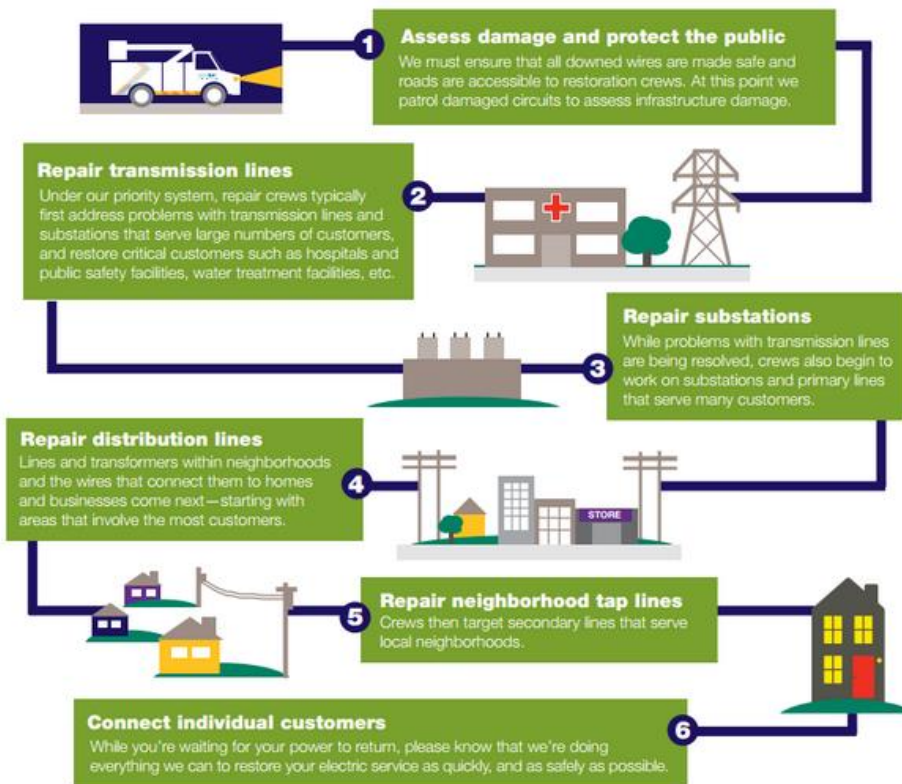 1
Assess damage and protect the public
We must ensure that all downed wires are made safe and
roads are accessible to restoration crews. At this point we
patrol damaged circuits to assess infrastructure damage.
Repair transmission lines
Under our priority system, repair crews typically
first address problems with transmission lines and
substations that serve large numbers of customers,
and restore critical customers such as hospitals and
public safety facilities, water treatment facilities, etc.
2
Repair substations
While problems with transmission lines
are being resolved, crews also begin to
work on substations and primary lines
that serve many customers.
3
Repair distribution lines
Lines and transformers within neighborhoods
and the wires that connect them to homes
and businesses come next—starting with
areas that involve the most customers.
4
STORE
5
Repair neighborhood tap lines
Crews then target secondary lines that serve
local neighborhoods.
Connect individual customers
While you're waiting for your power to return, please know that we're doing
everything we can to restore your electric service as quickly, and as safely as possible.
6